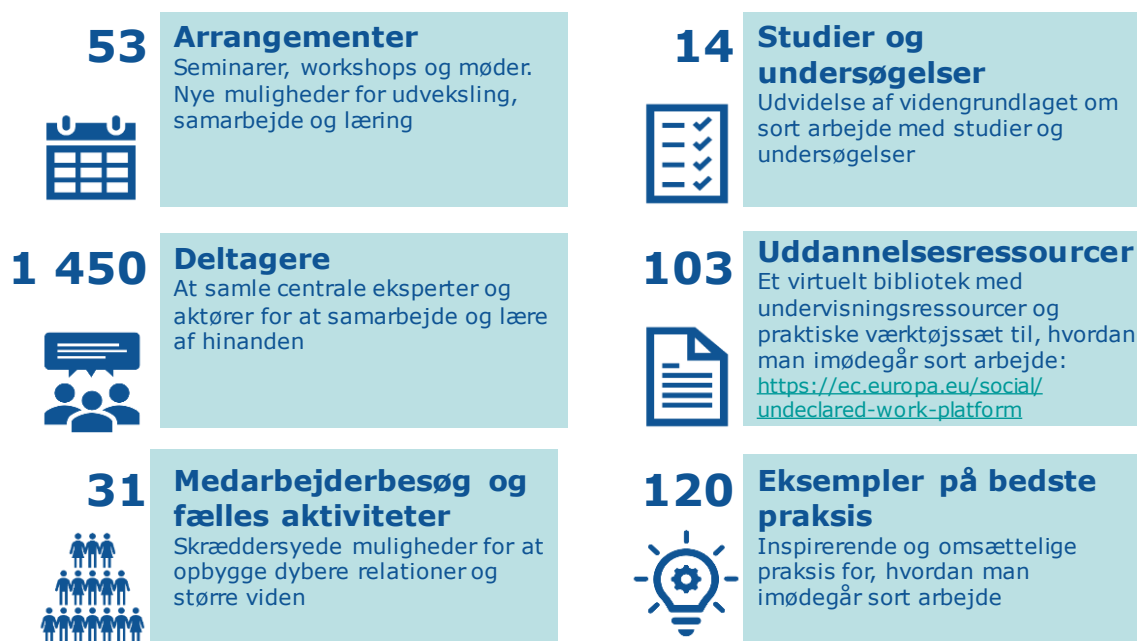 53
Arrangementer
Seminarer, workshops og møder.
Nye muligheder for udveksling,
samarbejde og læring
14
Studier og
undersøgelser
Udvidelse af videngrundlaget om
sort arbejde med studier og
undersøgelser
1 450
Deltagere
At samle centrale eksperter og
aktører for at samarbejde og lære
af hinanden
103
Uddannelsesressourcer
Et virtuelt bibliotek med
undervisningsressourcer og
praktiske værktøjssæt til, hvordan
man imødegår sort arbejde:
https://ec.europa.eu/social/
undeclared-work-platform
31
Medarbejderbesøg og
fælles aktiviteter
Skræddersyede muligheder for at
opbygge dybere relationer og
større viden
120
Eksempler på bedste
praksis
Inspirerende og omsættelige
praksis for, hvordan man
imødegår sort arbejde